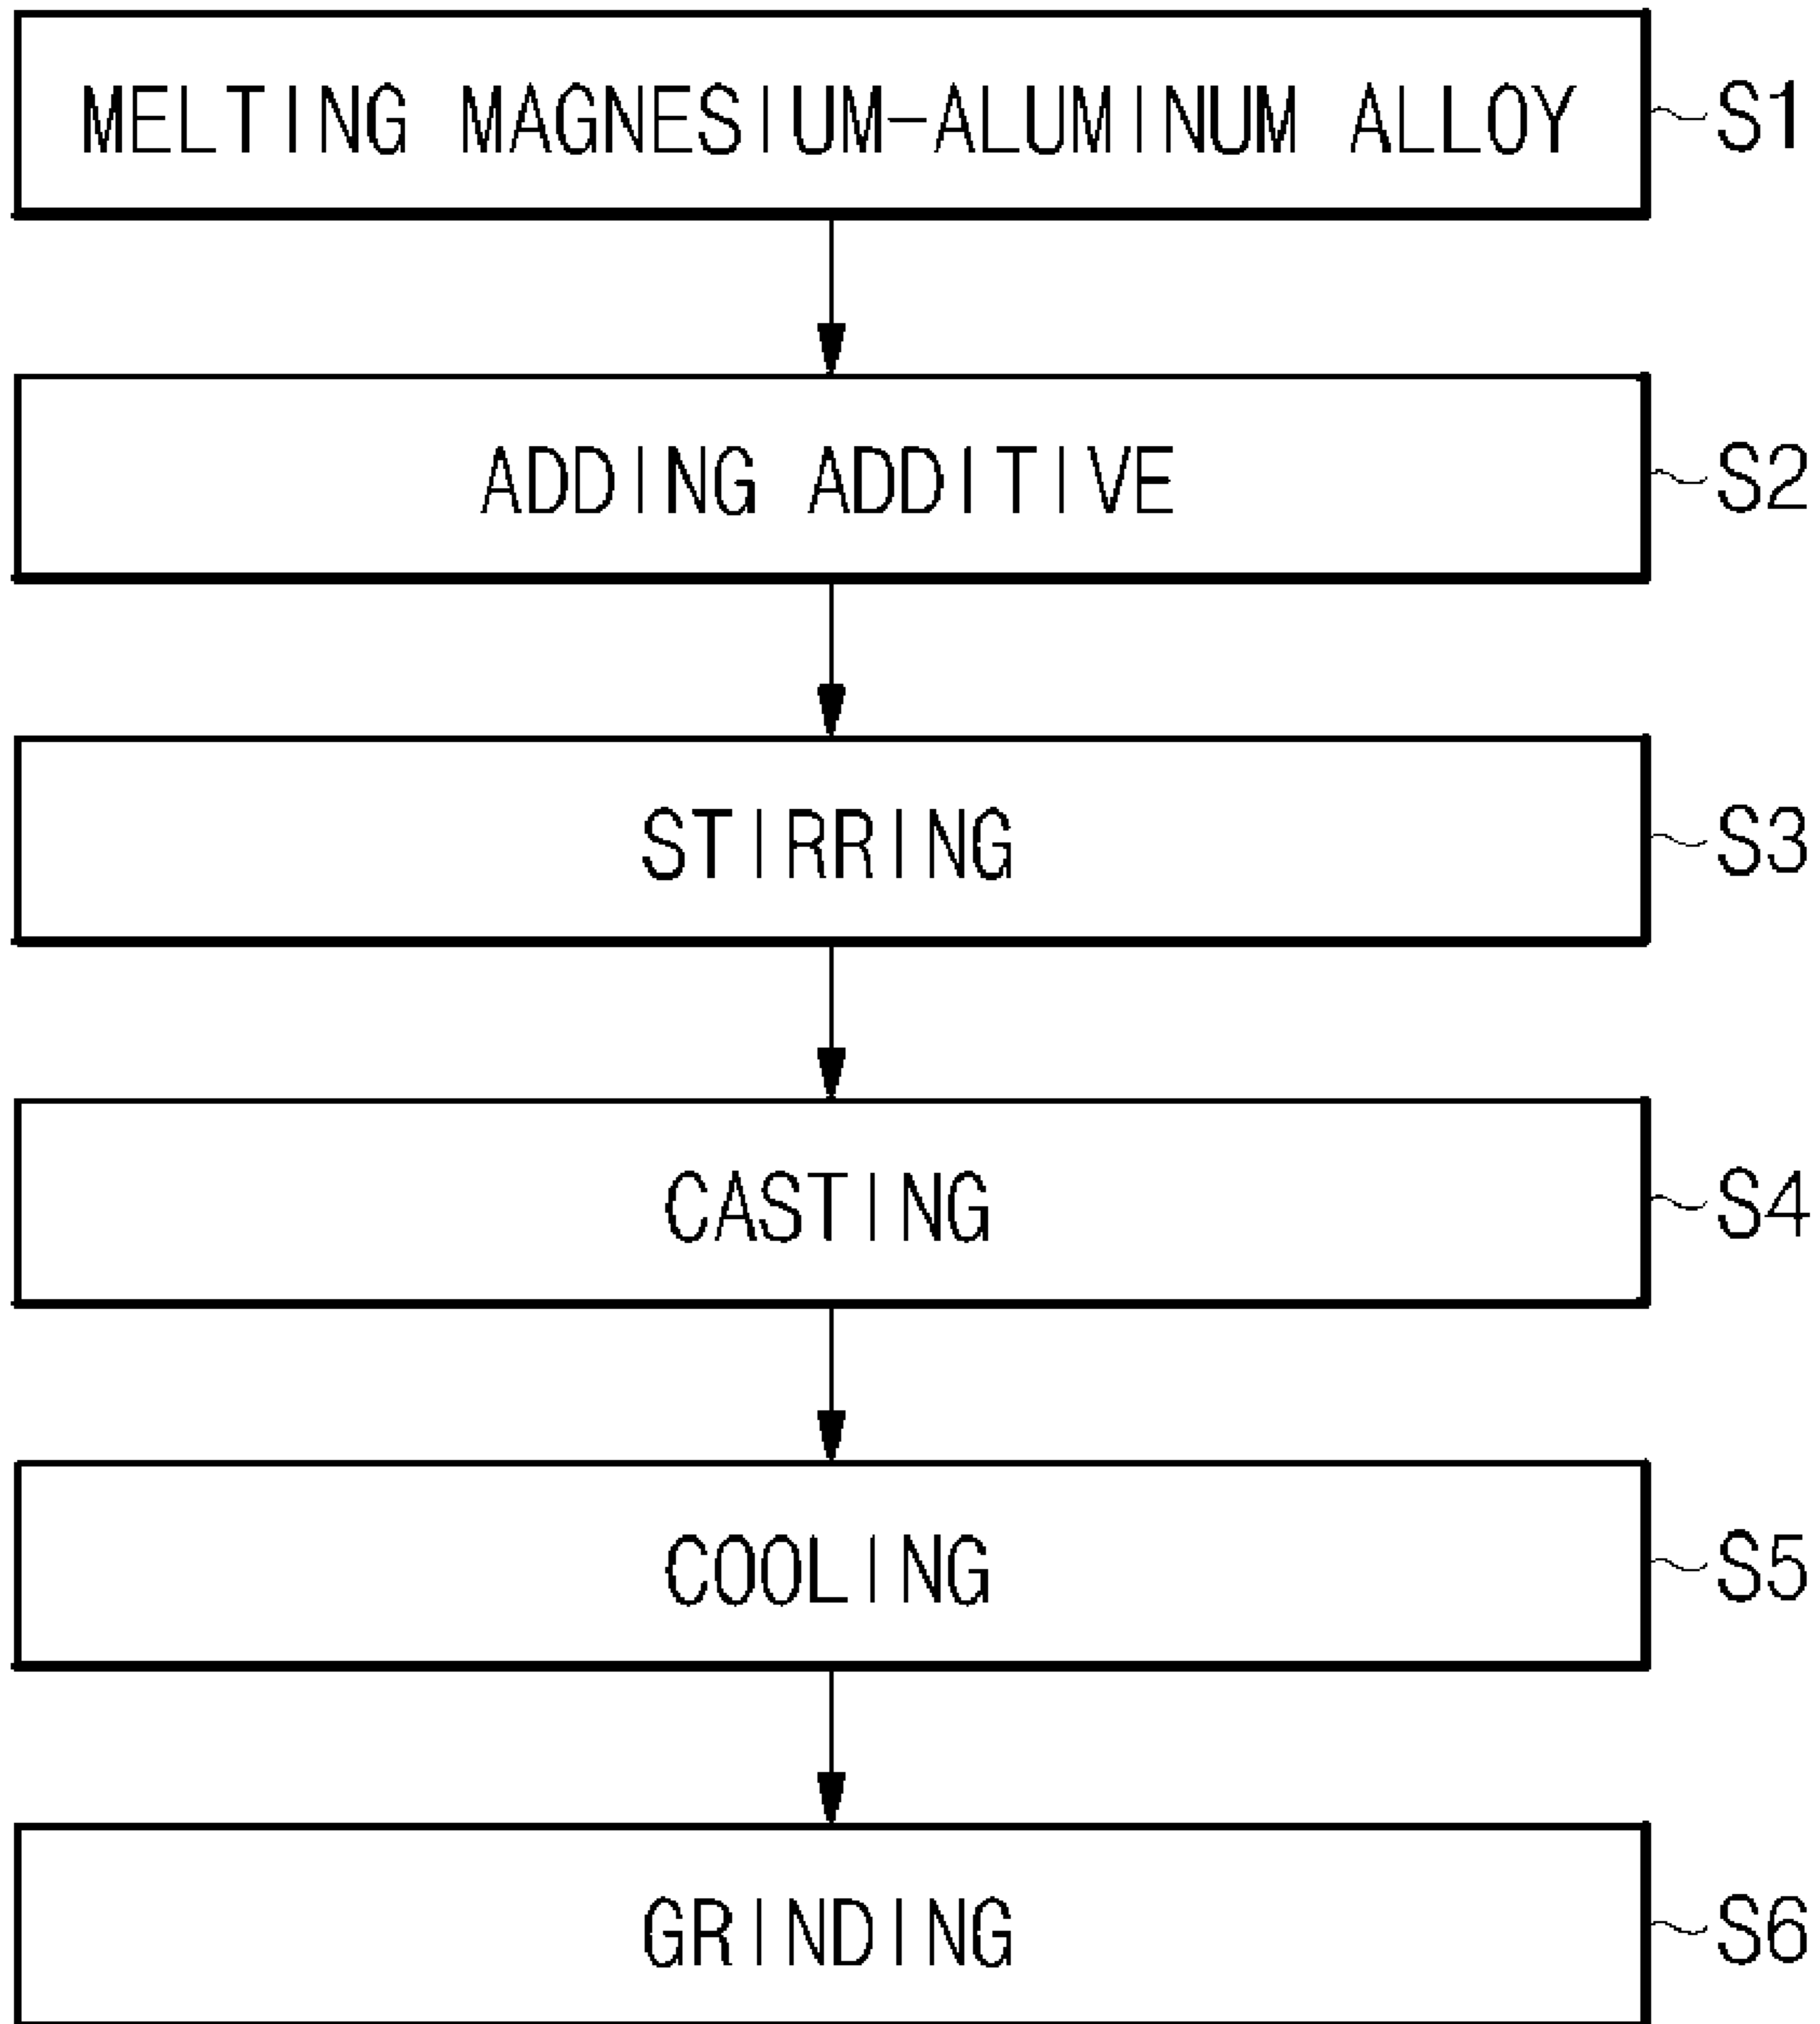 MELTING MAGNESIUM-ALUMINUM ALLOY S1
ADDING ADDITIVE S2
STIRRING S3
CASTING S4
COOLING S5
GRINDING S6